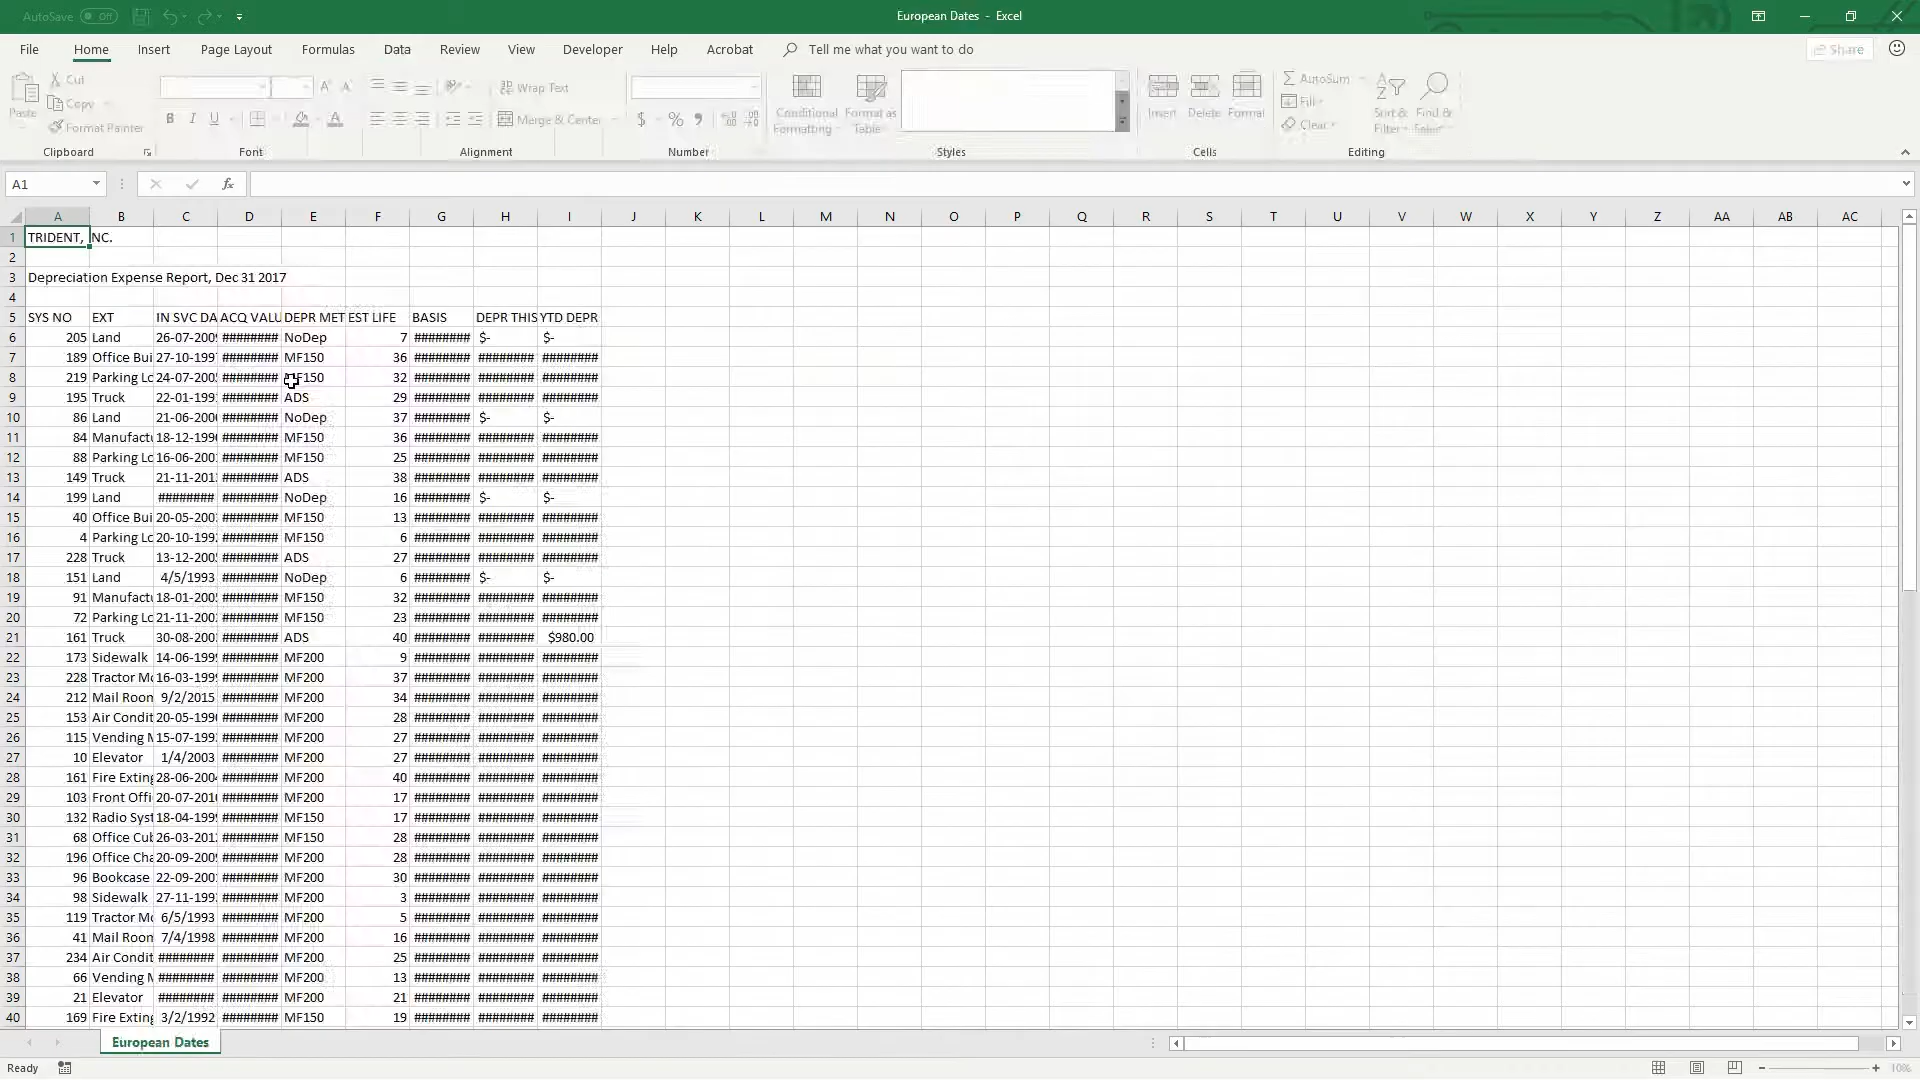 AutoSave Off
European Dates - Excel
File Home Insert Draw Page Layout Formulas Data Review View Developer Help Acrobat Tell me what you want to do Share
Cut
Copy
Format Painter
Paste
Wrap Text
Merge & Center
Conditional Formatting
Format as Table
Insert Delete Format
AutoSum
Fill
Clear
Sort & Filter
Find & Select
Clipboard Font Alignment Number Styles Cells Editing
A1 fx
A B C D E F G H I J K L M N O P Q R S T U V W X Y Z AA AB AC
1 TRIDENT, NC.
2
3 Depreciation Expense Report, Dec 31 2017
4
5 SYS NO EXT IN SVC DA ACQ VALU DEPR MET EST LIFE BASIS DEPR THIS YTD DEPR
6 205 Land 26-07-2009 ######## NoDep 7 ######## $- $-
7 189 Office Bui 27-10-199 ######## MF150 36 ######## ######## ########
8 219 Parking Lo 24-07-200 ######## MF150 32 ######## ######## ########
9 195 Truck 22-01-199 ######## ADS 29 ######## ######## ########
10 86 Land 21-06-200 ######## NoDep 37 ######## $- $-
11 84 Manufactu 18-12-199 ######## MF150 36 ######## ######## ########
12 88 Parking Lo 16-06-200 ######## MF150 25 ######## ######## ########
13 149 Truck 21-11-201 ######## ADS 38 ######## ######## ########
14 199 Land ######## ######## NoDep 16 ######## $- $-
15 40 Office Bui 20-05-200 ######## MF150 13 ######## ######## ########
16 4 Parking Lo 20-10-199 ######## MF150 6 ######## ######## ########
17 228 Truck 13-12-200 ######## ADS 27 ######## ######## ########
18 151 Land 4/5/1993 ######## NoDep 6 ######## $- $-
19 91 Manufactu 18-01-200 ######## MF150 32 ######## ######## ########
20 72 Parking Lo 21-11-200 ######## MF150 23 ######## ######## ########
21 161 Truck 30-08-200 ######## ADS 40 ######## ######## $980.00
22 173 Sidewalk 14-06-199 ######## MF200 9 ######## ######## ########
23 228 Tractor Mo 16-03-199 ######## MF200 37 ######## ######## ########
24 212 Mail Room 9/2/2015 ######## MF200 34 ######## ######## ########
25 153 Air Condit 20-05-199 ######## MF200 28 ######## ######## ########
26 115 Vending M 15-07-199 ######## MF200 27 ######## ######## ########
27 10 Elevator 1/4/2003 ######## MF200 27 ######## ######## ########
28 161 Fire Exting 28-06-200 ######## MF200 40 ######## ######## ########
29 103 Front Offi 20-07-201 ######## MF200 17 ######## ######## ########
30 132 Radio Syst 18-04-199 ######## MF150 17 ######## ######## ########
31 68 Office Cub 26-03-201 ######## MF150 28 ######## ######## ########
32 196 Office Cha 20-09-200 ######## MF200 28 ######## ######## ########
33 96 Bookcase 22-09-200 ######## MF200 30 ######## ######## ########
34 98 Sidewalk 27-11-199 ######## MF200 3 ######## ######## ########
35 119 Tractor Mo 6/5/1993 ######## MF200 5 ######## ######## ########
36 41 Mail Room 7/4/1998 ######## MF200 16 ######## ######## ########
37 234 Air Condit ######## ######## MF200 25 ######## ######## ########
38 66 Vending M ######## ######## MF200 13 ######## ######## ########
39 21 Elevator ######## ######## MF200 21 ######## ######## ########
40 169 Fire Exting 3/2/1992 ######## MF150 19 ######## ######## ########
European Dates
Ready